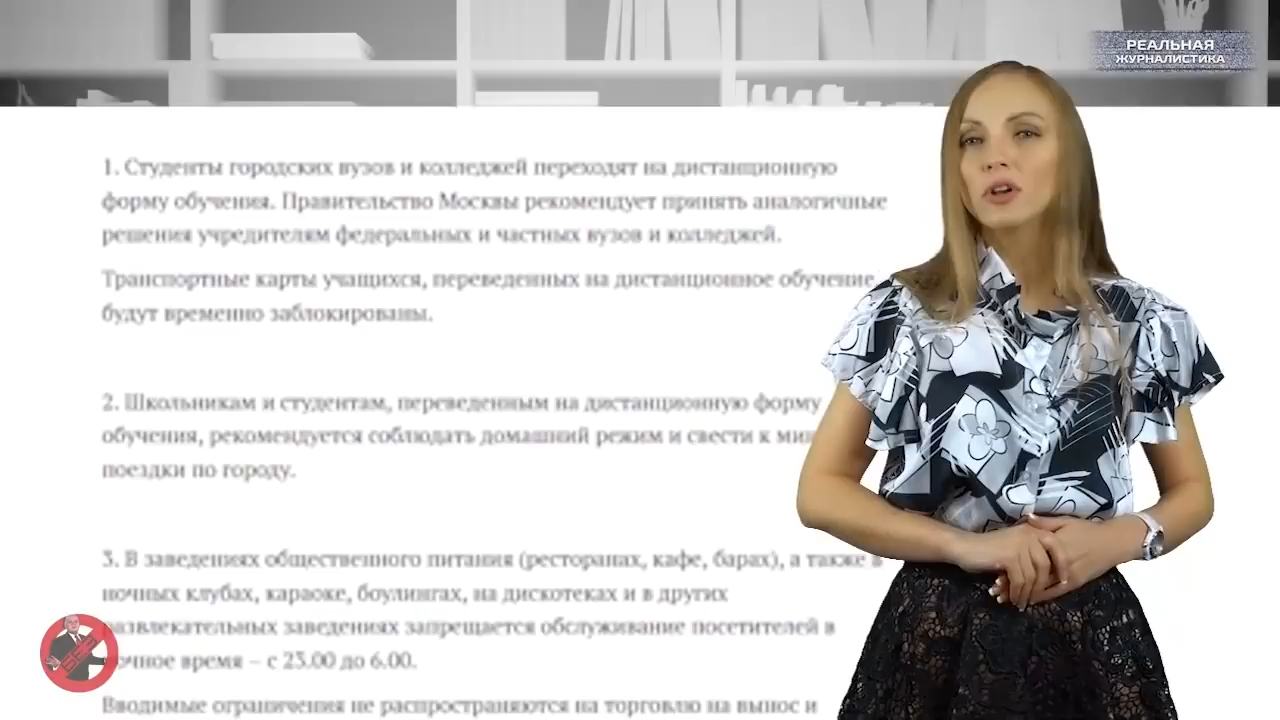 РЕАЛЬНАЯ
ЖУРНАЛИСТИКА
1. Студенты городских вузов и колледжей переходят на дистанционную
форму обучения. Правительство Москвы рекомендует принять аналогичные
решения учредителям федеральных и частных вузов и колледжей.
Транспортные карты учащихся, переведенных на дистанционное обучение
будут временно заблокированы.
2. Школьникам и студентам, переведенным на дистанционную форму
обучения, рекомендуется соблюдать домашний режим и свести к
поездки по городу.
3. В заведениях общественного питания (ресторанах, кафе, барах), а также в
ночных клубах, караоке, боулингах, на дискотеках и в других
развлекательных заведениях запрещается обслуживание посетителей в
ночное время – с 23.00 до 6.00.
Вводимые ограничения не распространяются на торговлю на вынос и